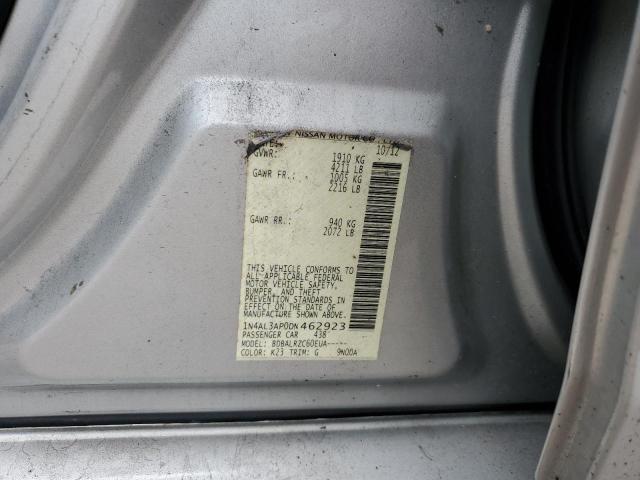 NISSAN MOTOR CO
10/12
GVWR: 1910 KG
4211 LB
GAWR FR.: 1005 KG
2216 LB
GAWR RR.: 940 KG
2072 LB
THIS VEHICLE CONFORMS TO
ALL APPLICABLE FEDERAL
MOTOR VEHICLE SAFETY,
BUMPER, AND THEFT
PREVENTION STANDARDS IN
EFFECT ON THE DATE OF
MANUFACTURE SHOWN ABOVE.
1N4AL3AP0DN462923
PASSENGER CAR 438
MODEL: BDBALRZC60EUA-----
COLOR: K23 TRIM: G 9N00A